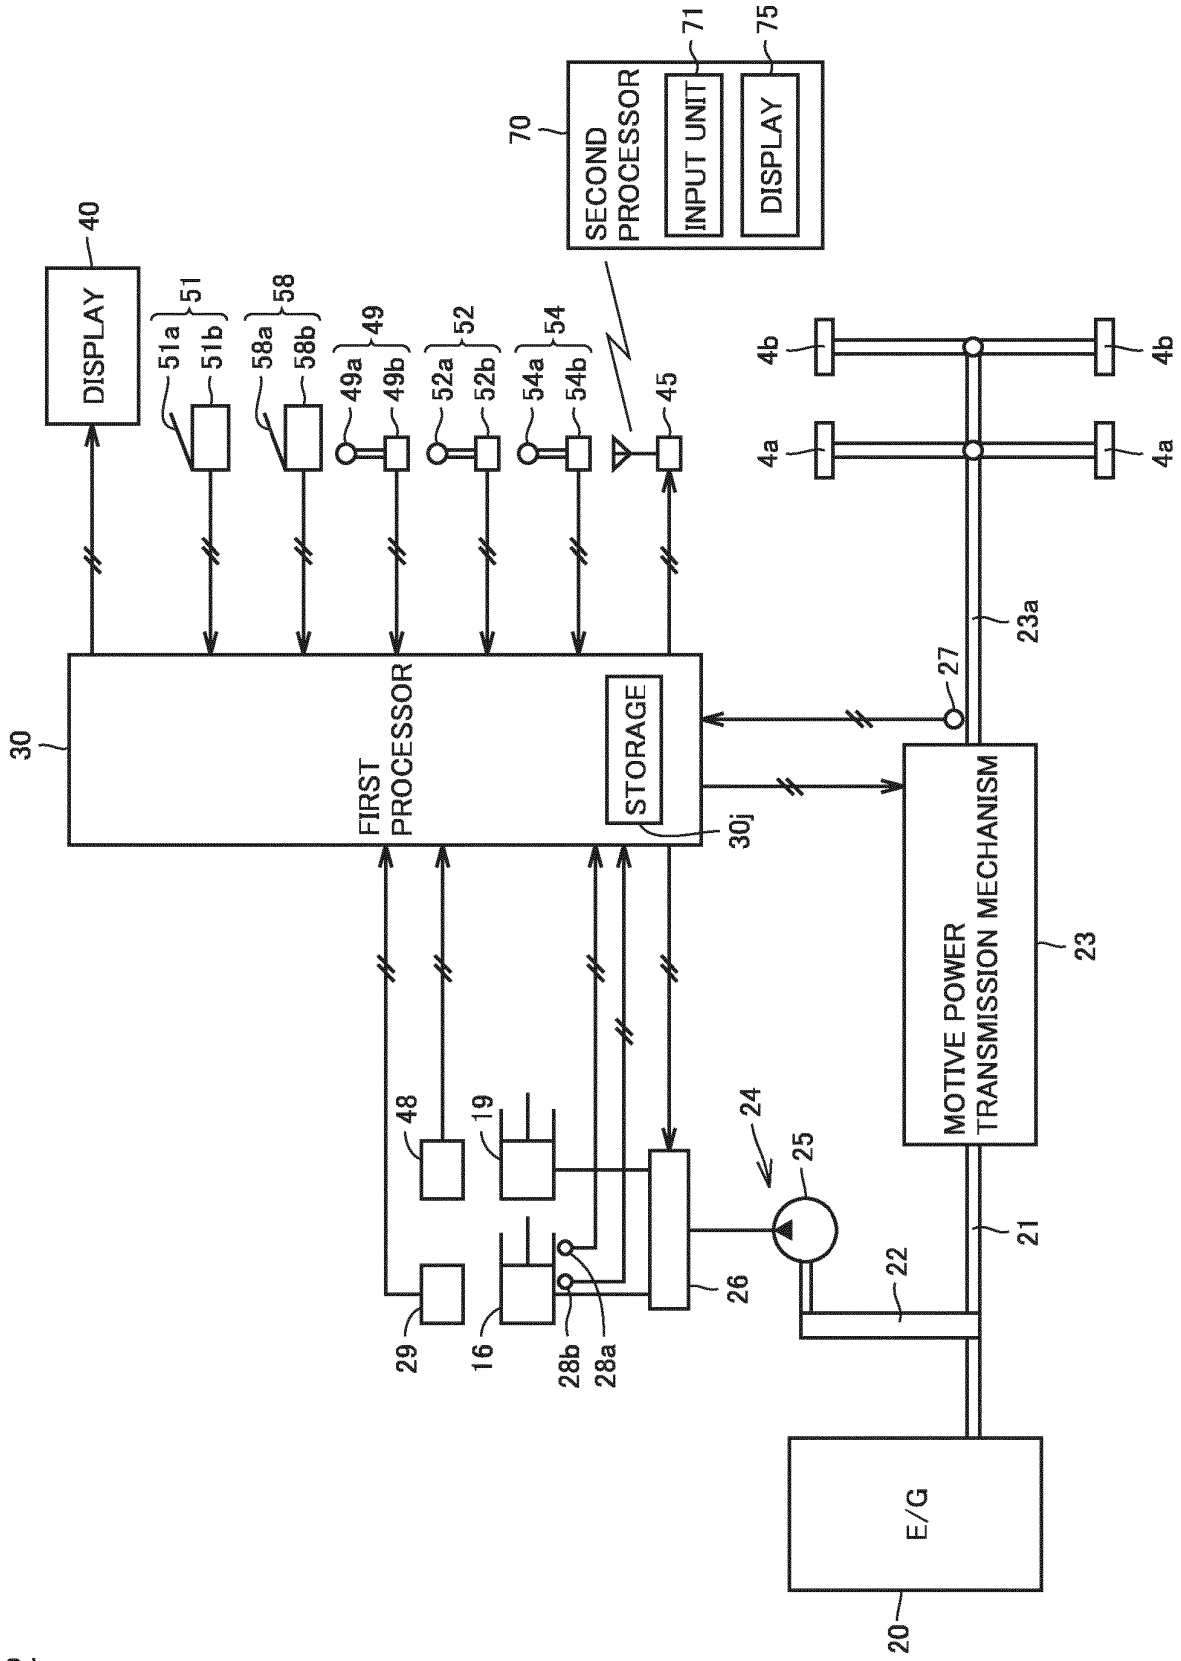 70
SECOND
PROCESSOR
INPUT UNIT
71
DISPLAY
75
40
DISPLAY
51
51a
51b
58
58a
58b
49
49a
49b
52
52a
52b
54
54a
54b
45
30
FIRST
PROCESSOR
STORAGE
30j
29
48
16
19
28b
28a
26
24
25
22
21
20
E/G
MOTIVE POWER
TRANSMISSION MECHANISM
23
27
23a
4a
4b
4a
4b